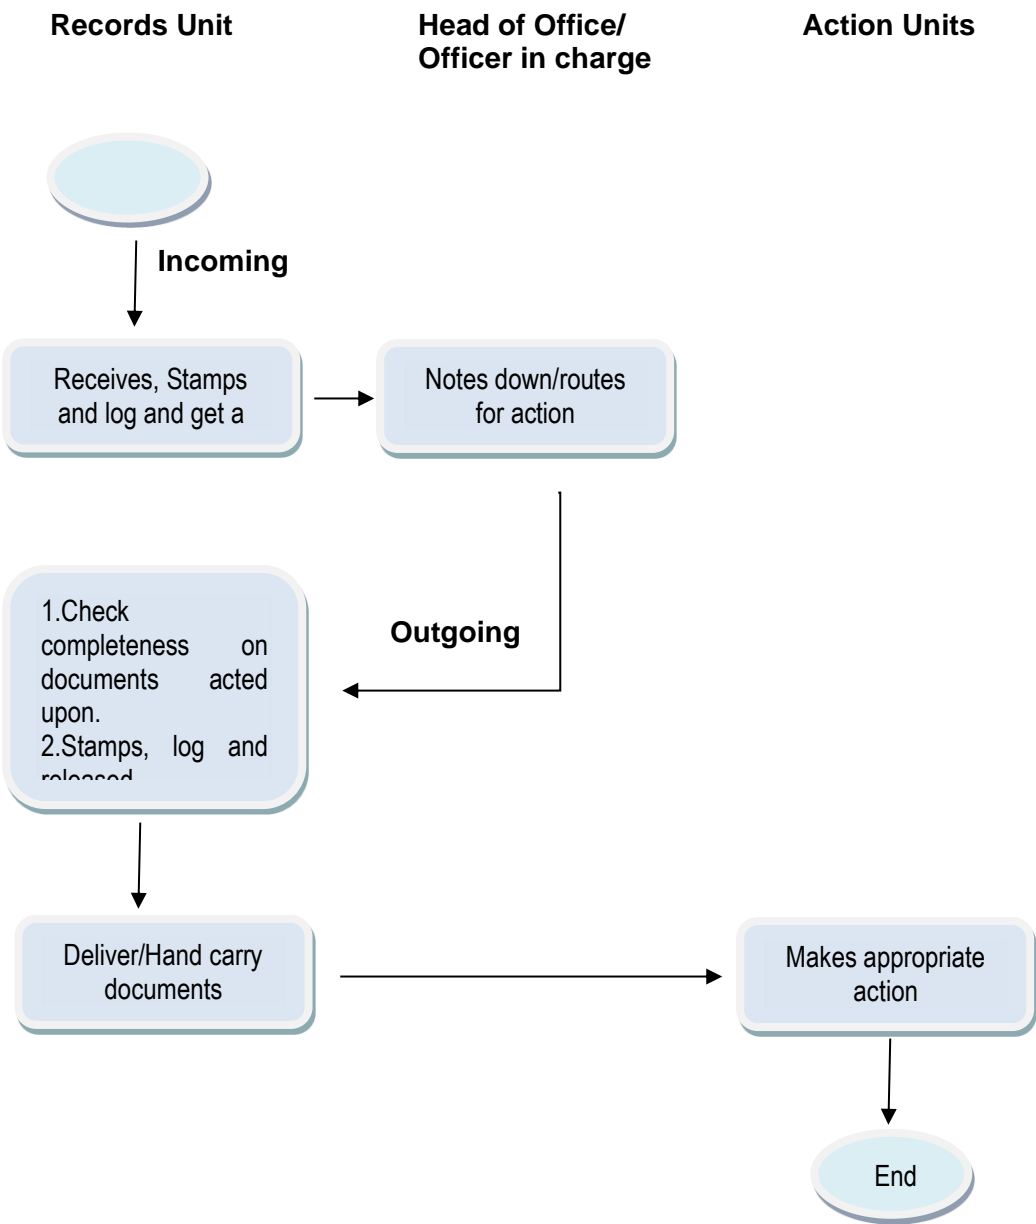 Records Unit
Head of Office/
Officer in charge
Action Units
Incoming
Receives, Stamps
and log and get a
Notes down/routes
for action
1.Check
completeness on
documents acted
upon.
2.Stamps, log and
released
Outgoing
Deliver/Hand carry
documents
Makes appropriate
action
End